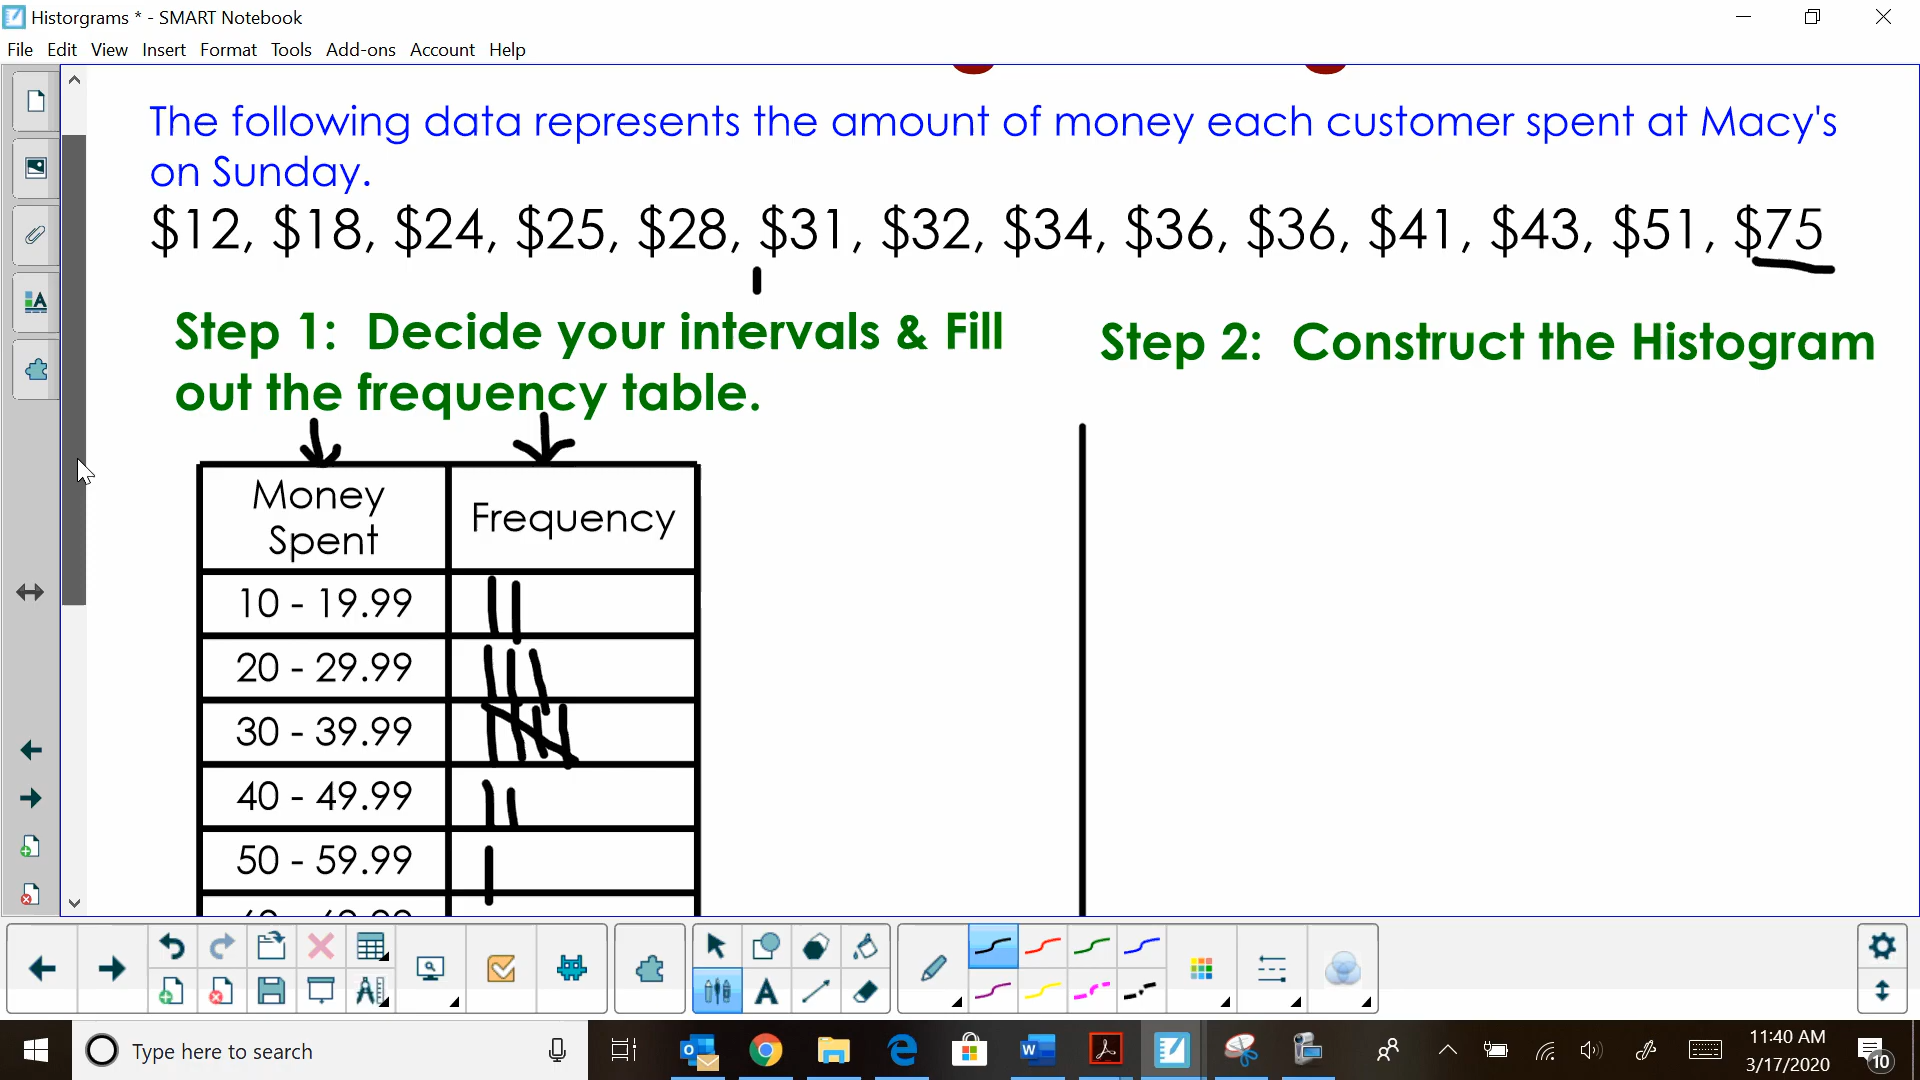 Historgrams * - SMART Notebook
File Edit View Insert Format Tools Add-ons Account Help
The following data represents the amount of money each customer spent at Macy's
on Sunday.
$12, $18, $24, $25, $28, $31, $32, $34, $36, $36, $41, $43, $51, $75
Step 1: Decide your intervals & Fill
out the frequency table.
Step 2: Construct the Histogram
Money
Spent
Frequency
10 - 19.99
20 - 29.99
30 - 39.99
40 - 49.99
50 - 59.99
Type here to search
11:40 AM
3/17/2020
10